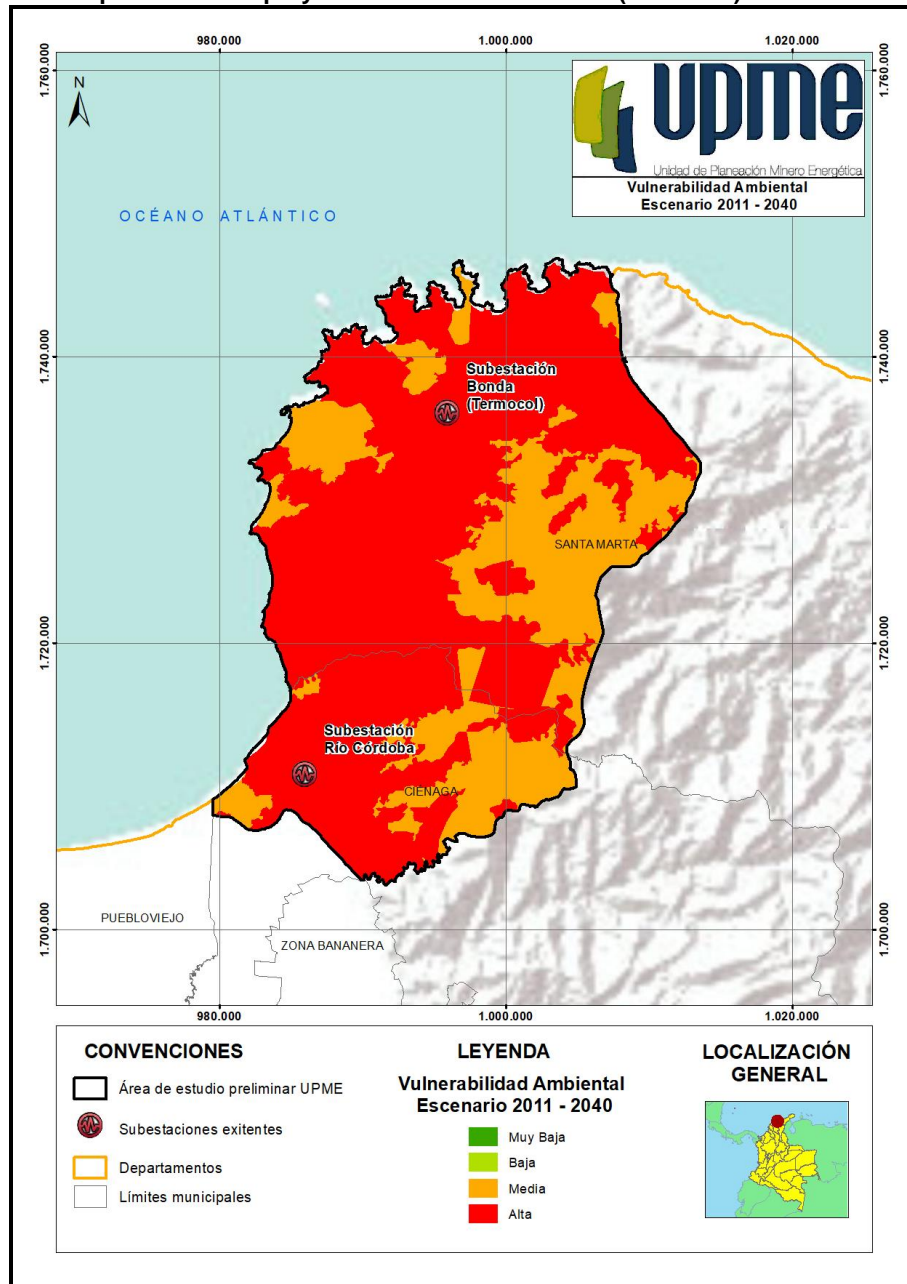 980.000
1.000.000
1.020.000
1.760.000
1.760.000
N
upme
Unidad de Planeación Minero Energética
Vulnerabilidad Ambiental
Escenario 2011 - 2040
OCÉANO ATLÁNTICO
1.740.000
1.740.000
Subestación
Bonda
(Termocol)
SANTA MARTA
1.720.000
1.720.000
Subestación
Río Córdoba
CIÉNAGA
PUEBLOVIEJO
ZONA BANANERA
1.700.000
1.700.000
980.000
1.000.000
1.020.000
CONVENCIONES
Área de estudio preliminar UPME
Subestaciones exitentes
Departamentos
Límites municipales
LEYENDA
Vulnerabilidad Ambiental
Escenario 2011 - 2040
Muy Baja
Baja
Media
Alta
LOCALIZACIÓN
GENERAL